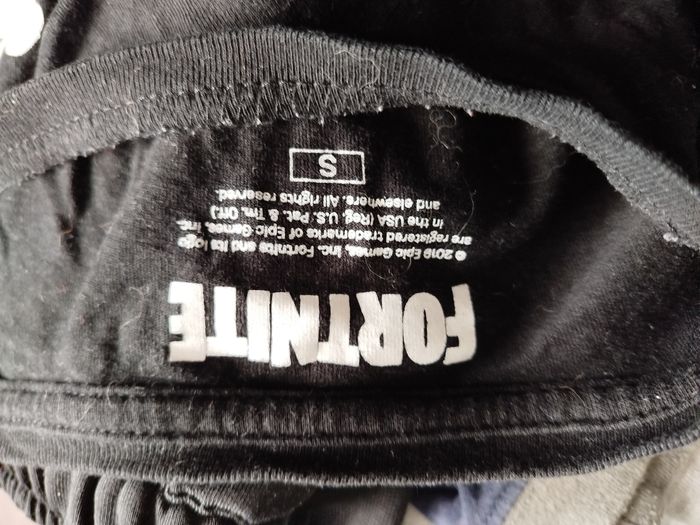 FORTNITE
© 2019 Epic Games, Inc. Fortnite and its logo
are registered trademarks of Epic Games, Inc.
in the USA (Reg. U.S. Pat. & Tm. Off.)
and elsewhere. All rights reserved.
S